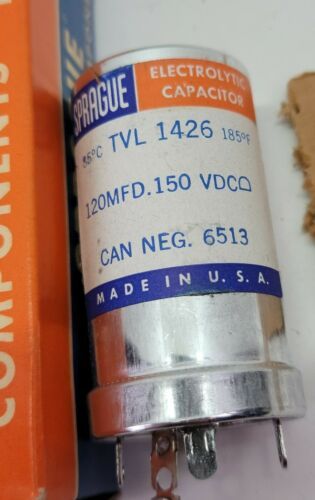 SPRAGUE
ELECTROLYTIC
CAPACITOR
85°C TVL 1426 185°F
120MFD.150 VDC⌓
CAN NEG. 6513
MADE IN U. S. A.
COMPONENTS